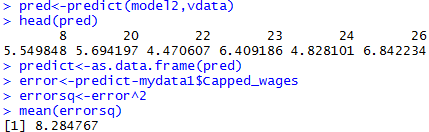 > pred<-predict(model2,vdata)
> head(pred)
8 20 22 23 24 26
5.549848 5.694197 4.470607 6.409186 4.828101 6.842234
> predict<-as.data.frame(pred)
> error<-predict-mydata1$Capped_wages
> errorsq<-error^2
> mean(errorsq)
[1] 8.284767